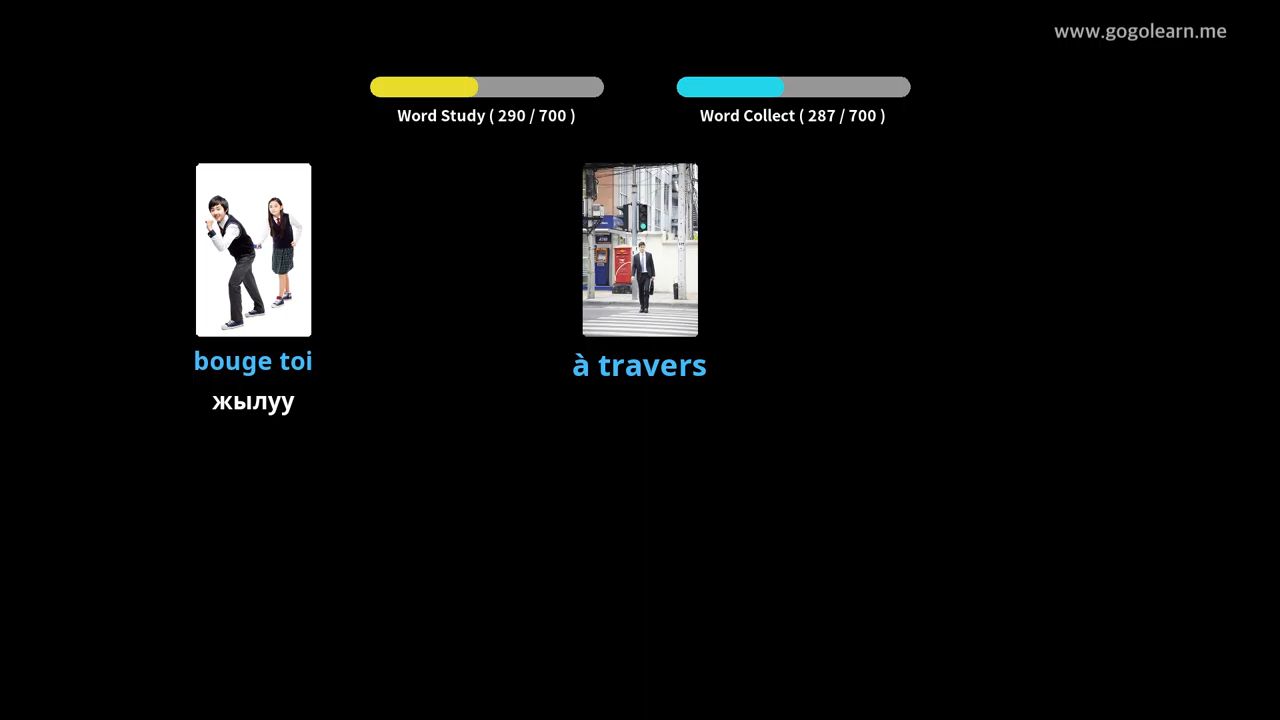 www.gogolearn.me
Word Study ( 290 / 700 )
Word Collect ( 287 / 700 )
bouge toi
à travers
жылуу